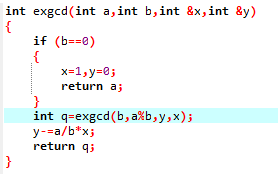 int exgcd(int a,int b,int &x,int &y)
{
if (b==0)
{
x=1,y=0;
return a;
}
int q=exgcd(b,a%b,y,x);
y-=a/b*x;
return q;
}